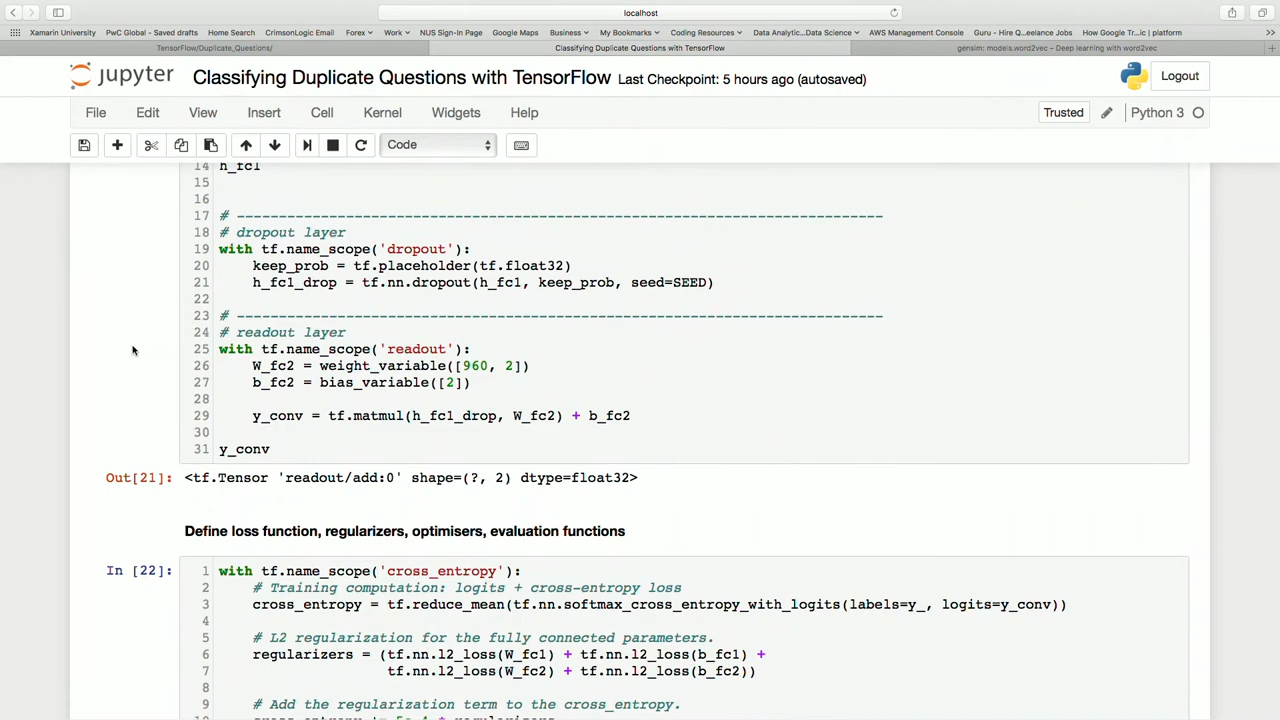 localhost
Xamarin University PwC Global - Saved drafts Home Search CrimsonLogic Email Forex Work NUS Sign-In Page Google Maps Business My Bookmarks Coding Resources Data Analytic...Data Science AWS Management Console Guru - Hire Q...eelance Jobs How Google Tr...ic | platform
TensorFlow/Duplicate_Questions/ Classifying Duplicate Questions with TensorFlow gensim: models.word2vec – Deep learning with word2vec
jupyter Classifying Duplicate Questions with TensorFlow Last Checkpoint: 5 hours ago (autosaved) Logout
File Edit View Insert Cell Kernel Widgets Help Trusted Python 3
Code
14 h_fc1
15
16
17 # -----------------------------------------------------------------------------
18 # dropout layer
19 with tf.name_scope('dropout'):
20 keep_prob = tf.placeholder(tf.float32)
21 h_fc1_drop = tf.nn.dropout(h_fc1, keep_prob, seed=SEED)
22
23 # -----------------------------------------------------------------------------
24 # readout layer
25 with tf.name_scope('readout'):
26 W_fc2 = weight_variable([960, 2])
27 b_fc2 = bias_variable([2])
28
29 y_conv = tf.matmul(h_fc1_drop, W_fc2) + b_fc2
30
31 y_conv
Out[21]: <tf.Tensor 'readout/add:0' shape=(?, 2) dtype=float32>
Define loss function, regularizers, optimisers, evaluation functions
In [22]: 1 with tf.name_scope('cross_entropy'):
2 # Training computation: logits + cross-entropy loss
3 cross_entropy = tf.reduce_mean(tf.nn.softmax_cross_entropy_with_logits(labels=y_, logits=y_conv))
4
5 # L2 regularization for the fully connected parameters.
6 regularizers = (tf.nn.l2_loss(W_fc1) + tf.nn.l2_loss(b_fc1) +
7 tf.nn.l2_loss(W_fc2) + tf.nn.l2_loss(b_fc2))
8
9 # Add the regularization term to the cross_entropy.